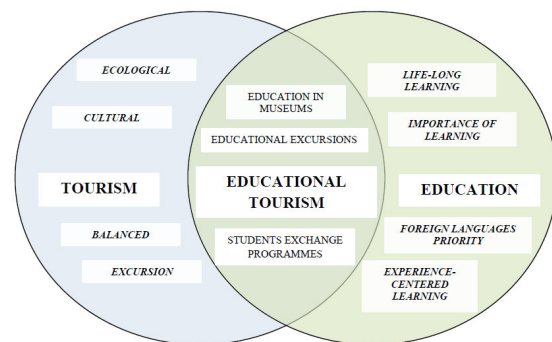 ECOLOGICAL
CULTURAL
TOURISM
BALANCED
EXCURSION
EDUCATION IN
MUSEUMS
EDUCATIONAL EXCURSIONS
EDUCATIONAL
TOURISM
STUDENTS EXCHANGE
PROGRAMMES
LIFE-LONG
LEARNING
IMPORTANCE OF
LEARNING
EDUCATION
FOREIGN LANGUAGES
PRIORITY
EXPERIENCE-
CENTERED
LEARNING